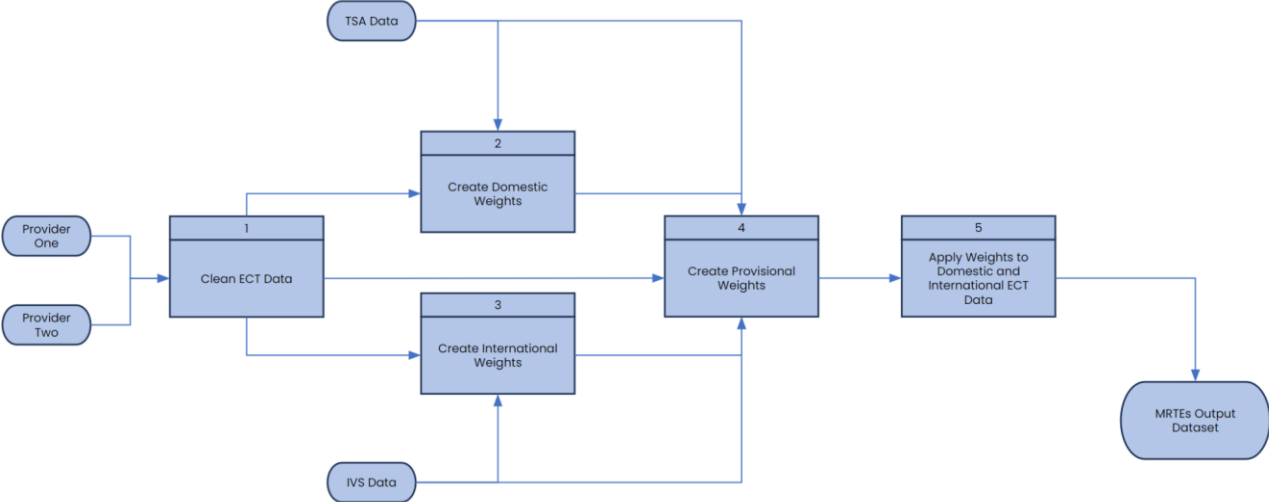 TSA Data
2
Create Domestic
Weights
Provider
One
1
Clean ECT Data
4
Create Provisional
Weights
5
Apply Weights to
Domestic and
International ECT
Data
Provider
Two
3
Create International
Weights
MRTEs Output
Dataset
IVS Data